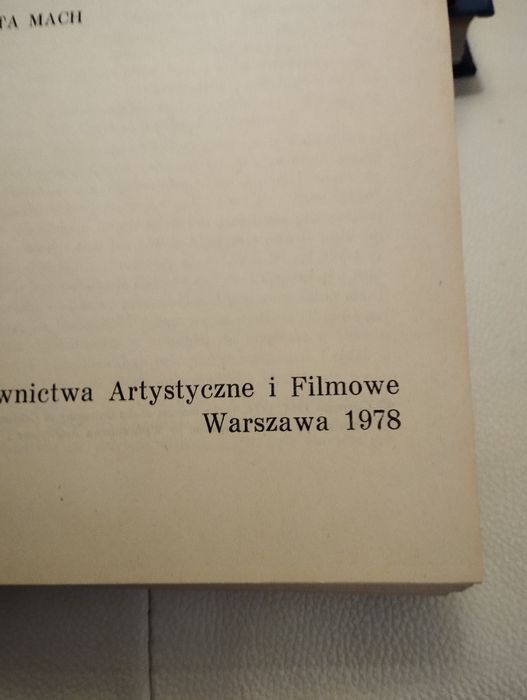 TA MACH
wnictwa Artystyczne i Filmowe
Warszawa 1978